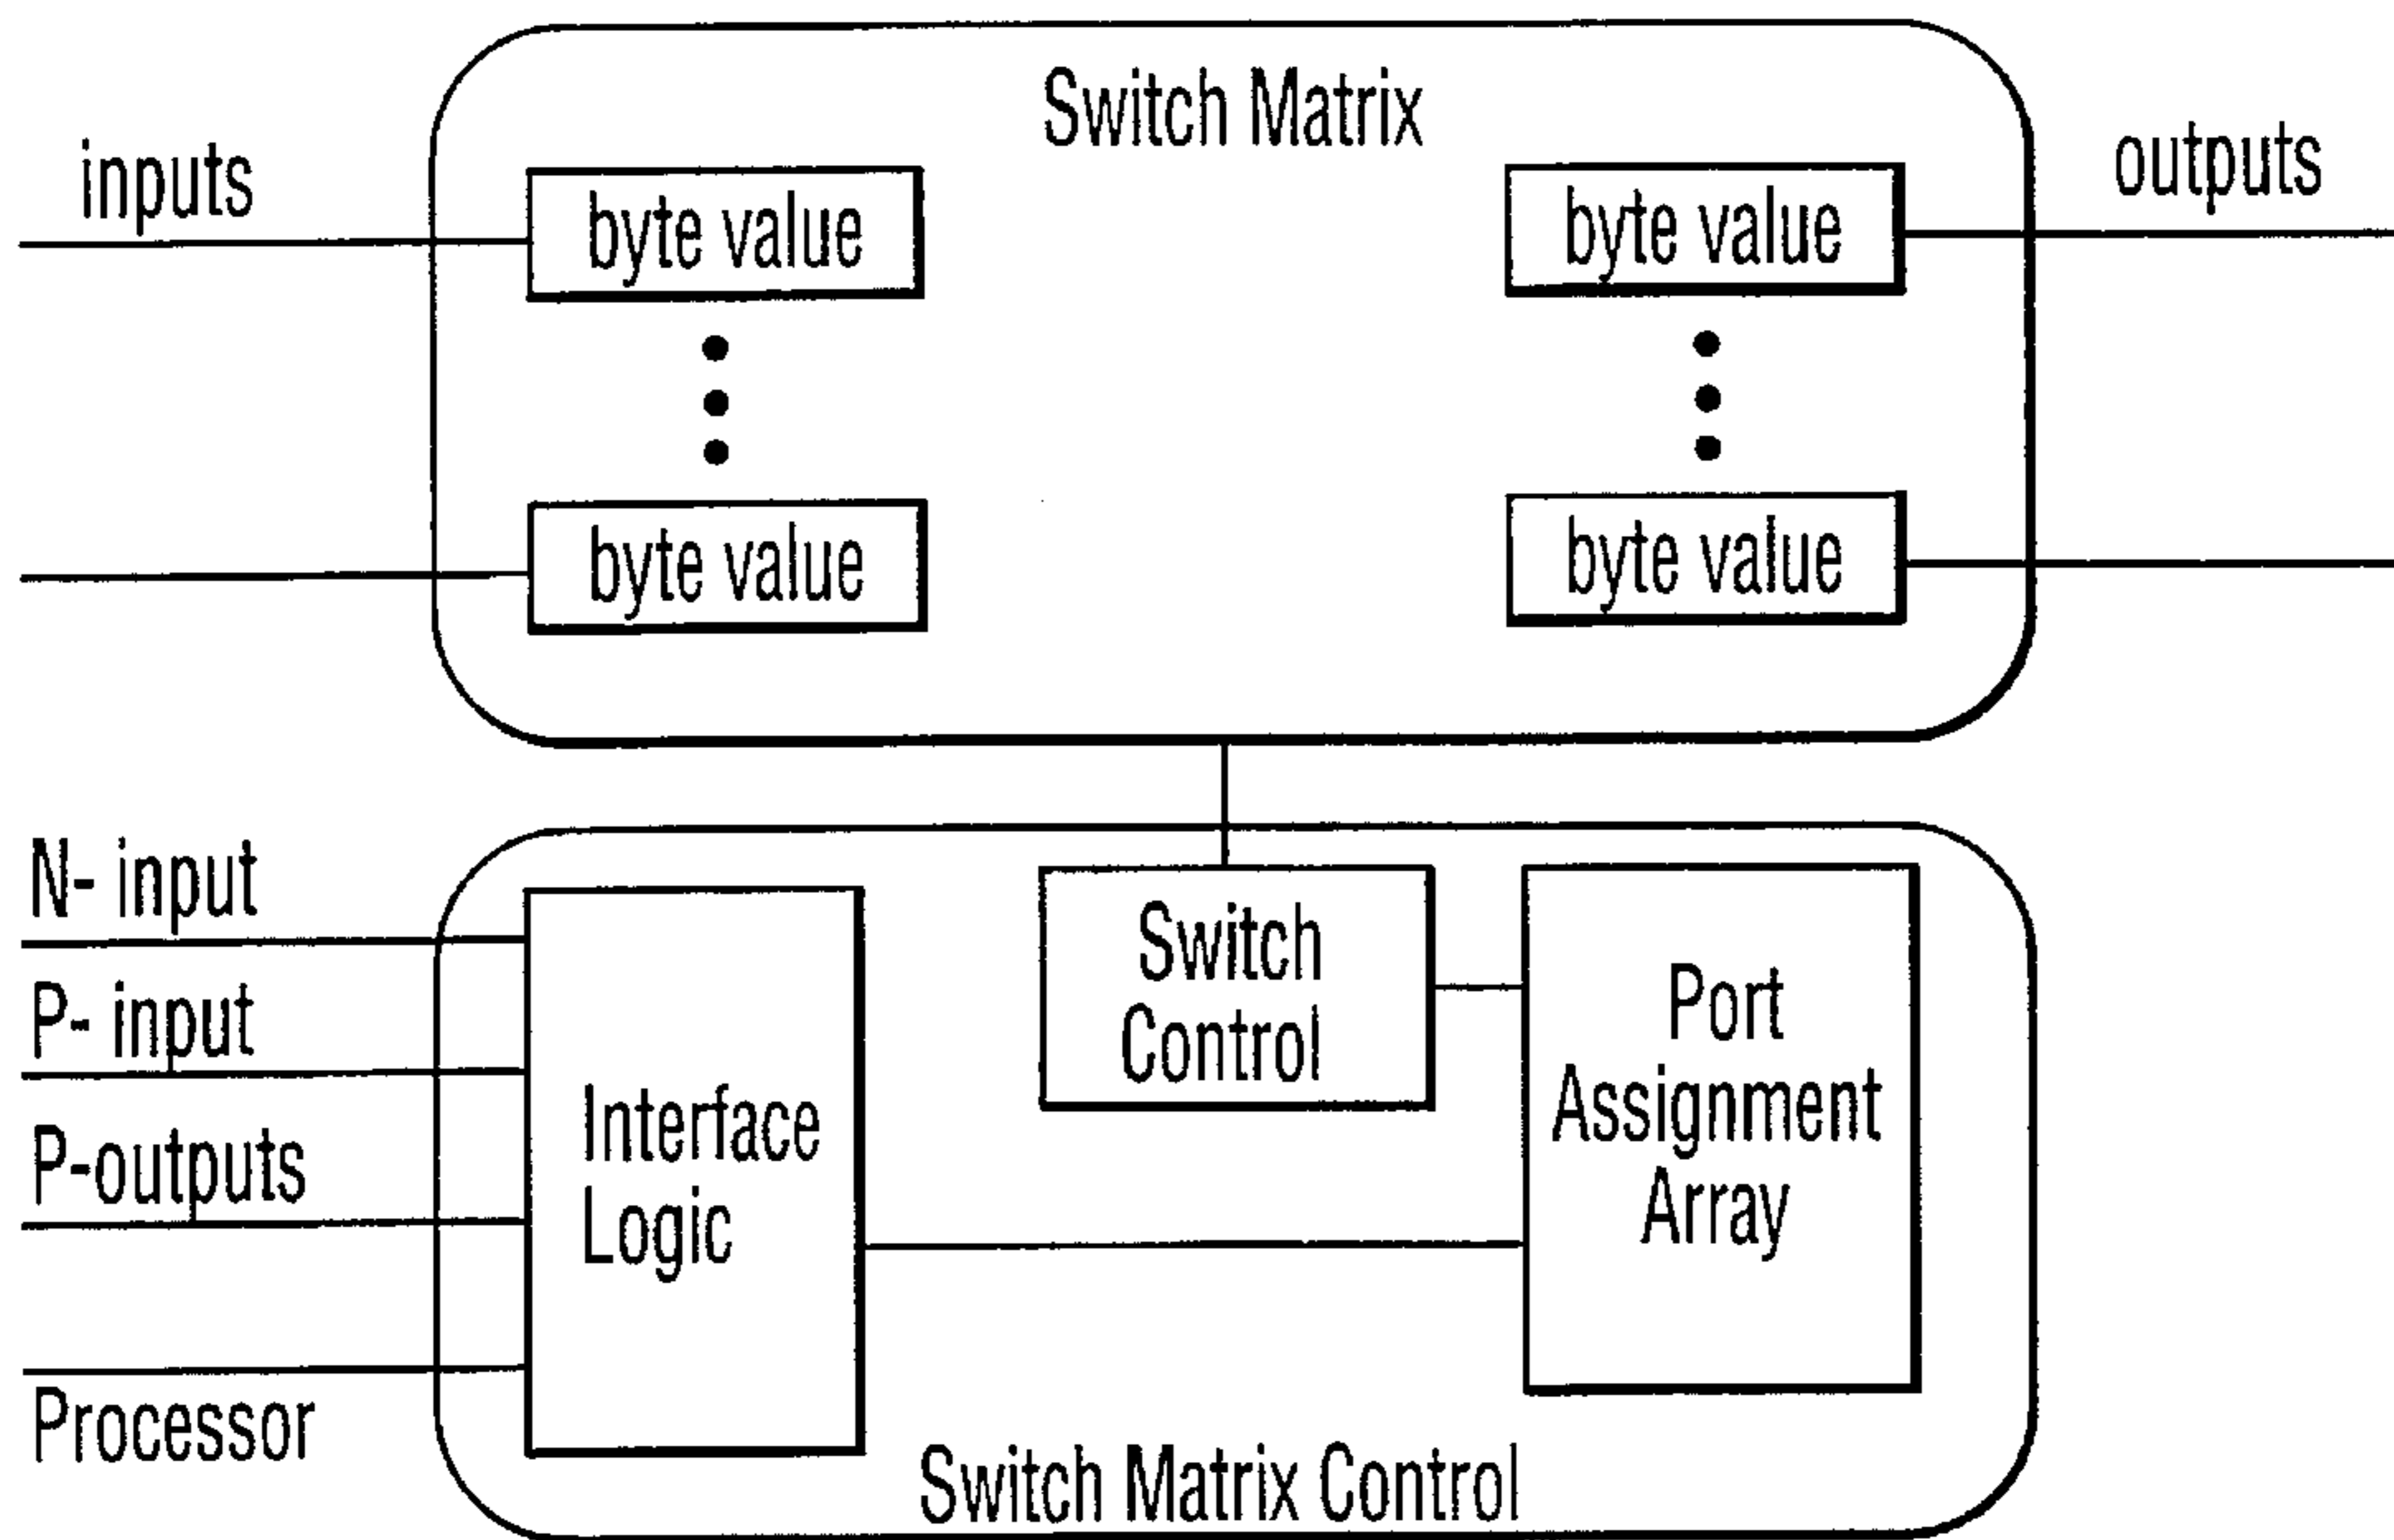 Switch Matrix
inputs
outputs
byte value
byte value
byte value
byte value
N- input
P- input
P-outputs
Processor
Interface
Logic
Switch
Control
Port
Assignment
Array
Switch Matrix Control